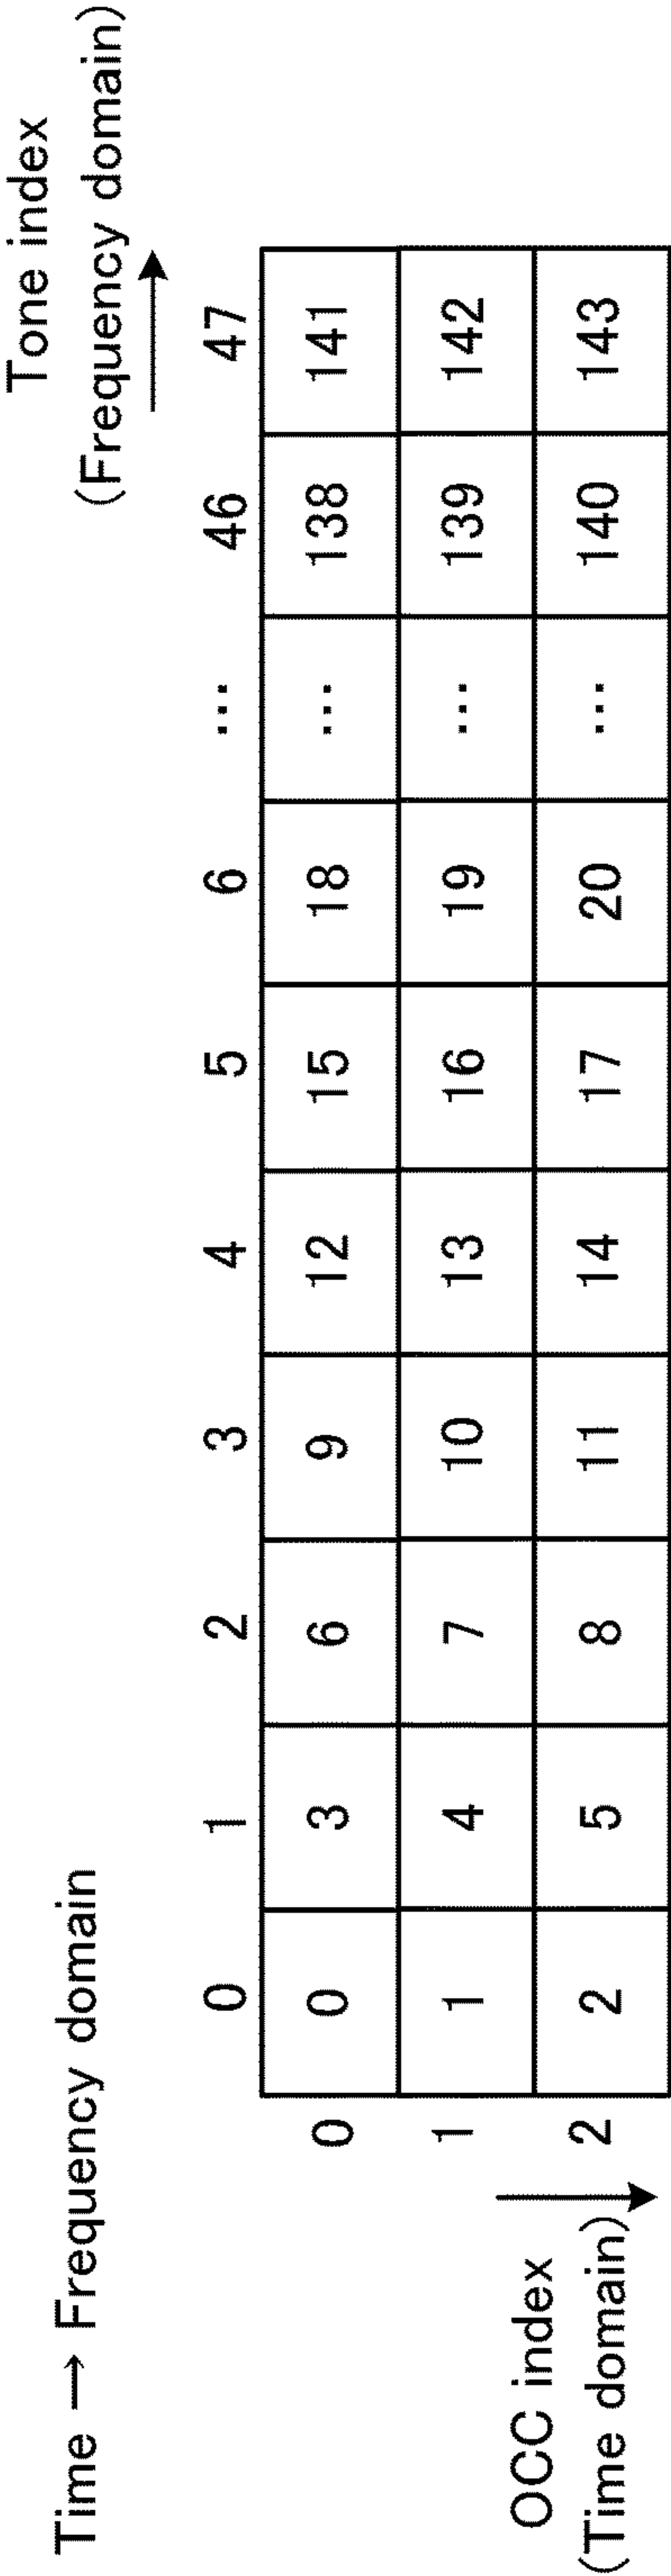 Time → Frequency domain
Tone index
(Frequency domain)
0 1 2 3 4 5 6 ... 46 47
0 0 3 6 9 12 15 18 ... 138 141
1 1 4 7 10 13 16 19 ... 139 142
2 2 5 8 11 14 17 20 ... 140 143
OCC index
(Time domain)